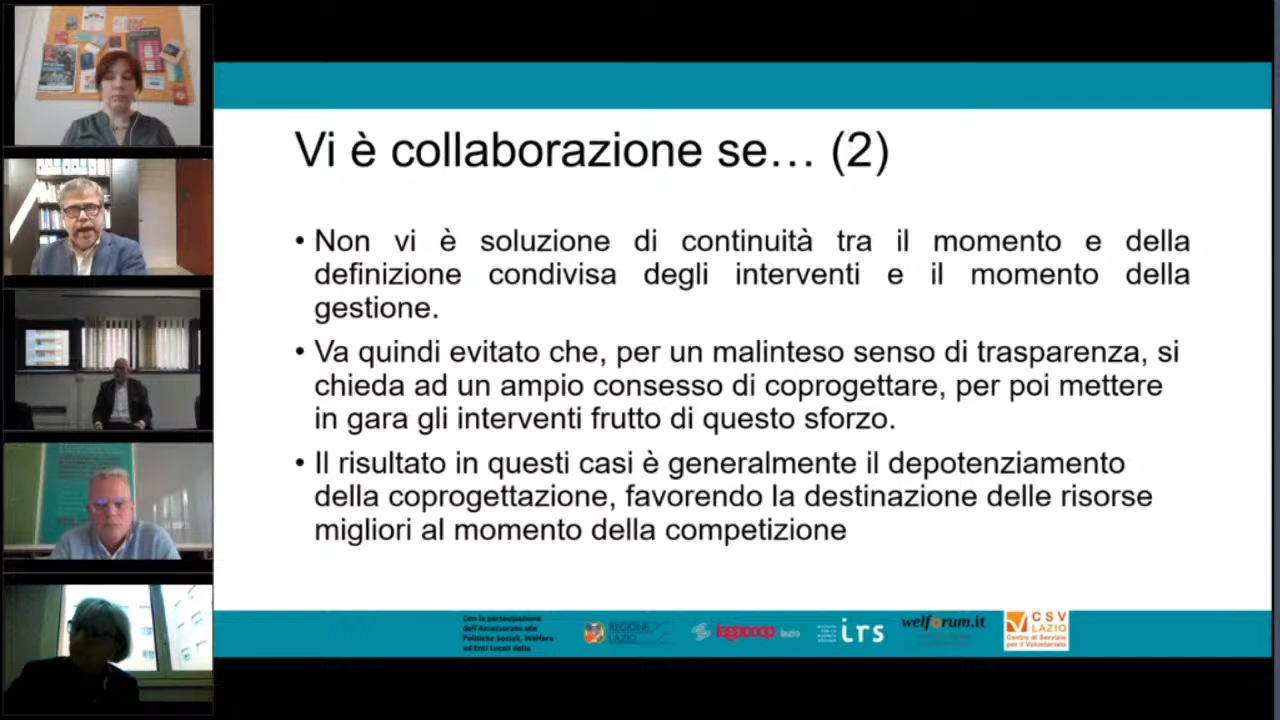 Vi è collaborazione se… (2)
• Non vi è soluzione di continuità tra il momento e della
definizione condivisa degli interventi e il momento della
gestione.
• Va quindi evitato che, per un malinteso senso di trasparenza, si
chieda ad un ampio consesso di coprogettare, per poi mettere
in gara gli interventi frutto di questo sforzo.
• Il risultato in questi casi è generalmente il depotenziamento
della coprogettazione, favorendo la destinazione delle risorse
migliori al momento della competizione
Con la partecipazione
dell'Assessorato alle
Politiche Sociali, Welfare
ed Enti Locali della
REGIONE
LAZIO
legacoop lazio
irs
welforum.it
CSV
LAZIO
Centro di Servizio
per il Volontariato